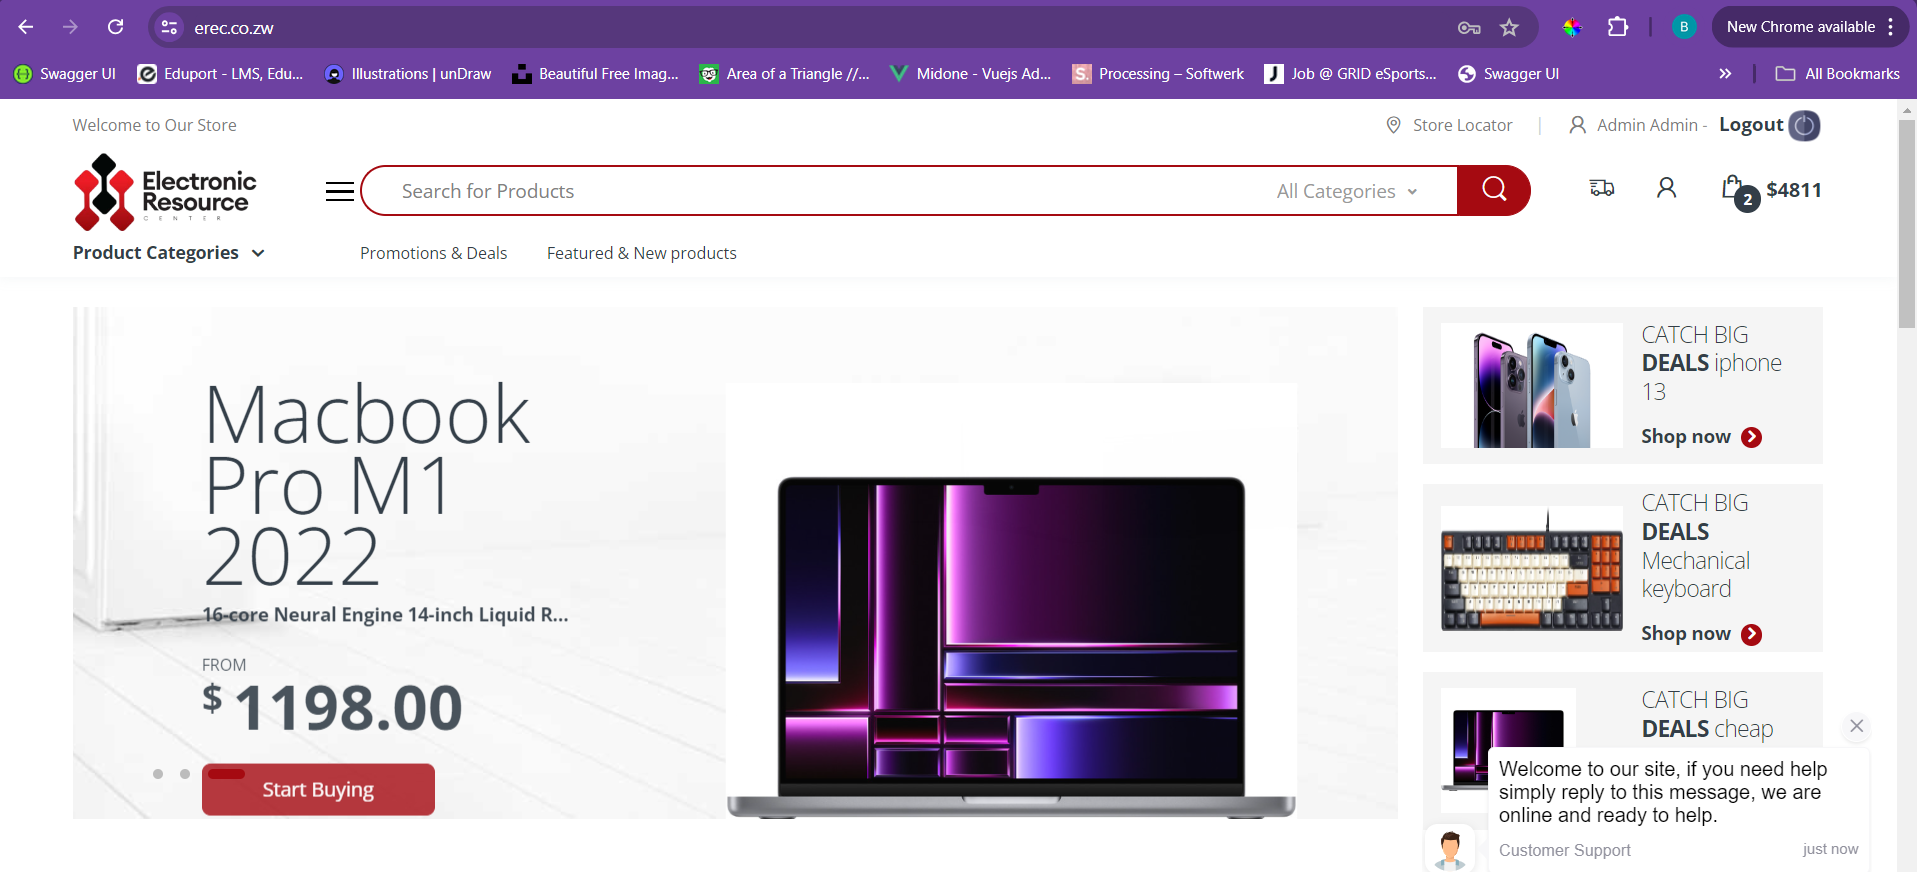 erec.co.zw
B
New Chrome available
Swagger UI
Eduport - LMS, Edu...
Illustrations | unDraw
Beautiful Free Imag...
Area of a Triangle //...
Midone - Vuejs Ad...
S.
Processing – Softwerk
J
Job @ GRID eSports...
Swagger UI
All Bookmarks
Welcome to Our Store
Store Locator
Admin Admin -
Logout
Electronic
Resource
CENTER
Search for Products
All Categories
2
$4811
Product Categories
Promotions & Deals
Featured & New products
Macbook
Pro M1
2022
16-core Neural Engine 14-inch Liquid R...
FROM
$ 1198.00
Start Buying
CATCH BIG
DEALS iphone
13
Shop now
CATCH BIG
DEALS
Mechanical
keyboard
Shop now
CATCH BIG
DEALS cheap
Welcome to our site, if you need help
simply reply to this message, we are
online and ready to help.
Customer Support
just now